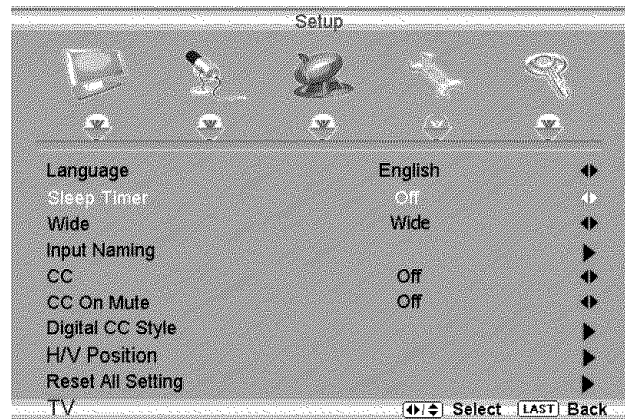 Setup
Language English
Sleep Timer Off
Wide Wide
Input Naming
CC Off
CC On Mute Off
Digital CC Style
H/V Position
Reset All Setting
TV Select LAST Back